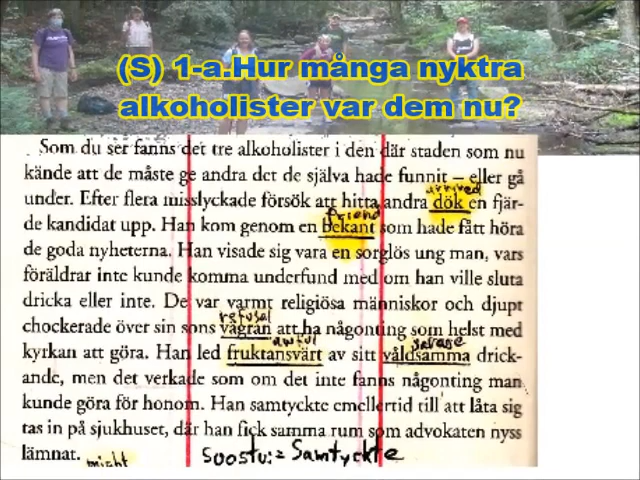 (S) 1-a.Hur många nyktra
alkoholister var dem nu?
Som du ser fanns det tre alkoholister i den där staden som nu
kände att de måste ge andra det de själva hade funnit – eller gå
under. Efter flera misslyckade försök att hitta andra dök en fjär-
arrived
de kandidat upp. Han kom genom en bekant som hade fått höra
friend
de goda nyheterna. Han visade sig vara en sorglös ung man, vars
föräldrar inte kunde komma underfund med om han ville sluta
dricka eller inte. De var varmt religiösa människor och djupt
chockerade över sin sons vägran att ha någonting som helst med
refusal
kyrkan att göra. Han led fruktansvärt av sitt våldsamma drick-
awful
savage
ande, men det verkade som om det inte fanns någonting man
kunde göra för honom. Han samtyckte emellertid till att låta sig
tas in på sjukhuset, där han fick samma rum som advokaten nyss
lämnat.
might
suostu:= Samtyckte